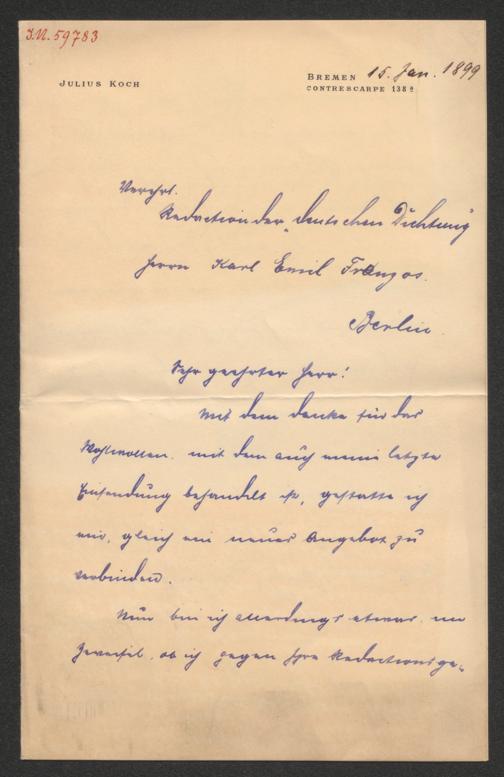 I.N. 59783
JULIUS KOCH
BREMEN 15. Jan. 1899
CONTRESCARPE 138 a
Verehrl.
Redaction der „Deutschen Dichtung
Herrn Karl Emil Franzos.
Berlin.
Sehr geehrter Herr!
Mit dem Danke für das
Wohlwollen, mit dem auch meine letzte
Einsendung behandelt ist, gestatte ich
mir, gleich ein neues Angebot zu
verbinden.
Nun bin ich allerdings etwas im
Zweifel, ob ich gegen Ihre Redactionsge-